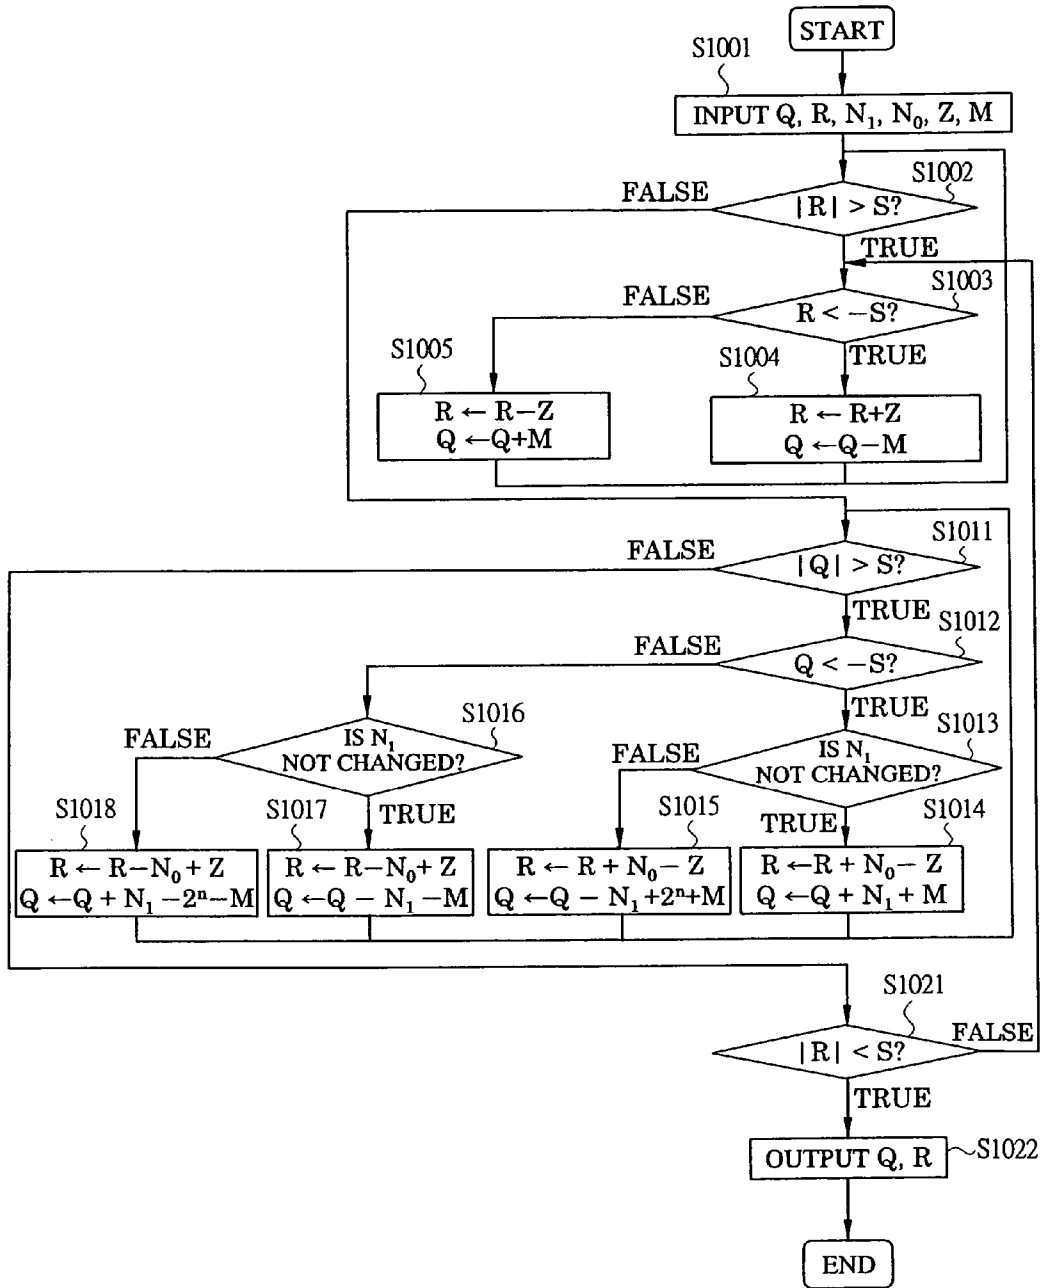 START
S1001
INPUT Q, R, N₁, N₀, Z, M
S1002
FALSE
|R| > S?
TRUE
S1003
FALSE
R < −S?
TRUE
S1005
S1004
R ← R−Z
Q ←Q+M
R ← R+Z
Q ←Q−M
S1011
FALSE
|Q| > S?
TRUE
S1012
FALSE
Q < −S?
TRUE
S1016
FALSE
IS N₁
NOT CHANGED?
TRUE
S1013
FALSE
IS N₁
NOT CHANGED?
TRUE
S1018
R ← R−N₀+ Z
Q ←Q + N₁ −2ⁿ−M
S1017
R ← R−N₀+ Z
Q ←Q − N₁ −M
S1015
R ← R + N₀− Z
Q ←Q − N₁ +2ⁿ+M
S1014
R ←R + N₀− Z
Q ←Q + N₁ + M
S1021
|R| < S?
FALSE
TRUE
OUTPUT Q, R
S1022
END